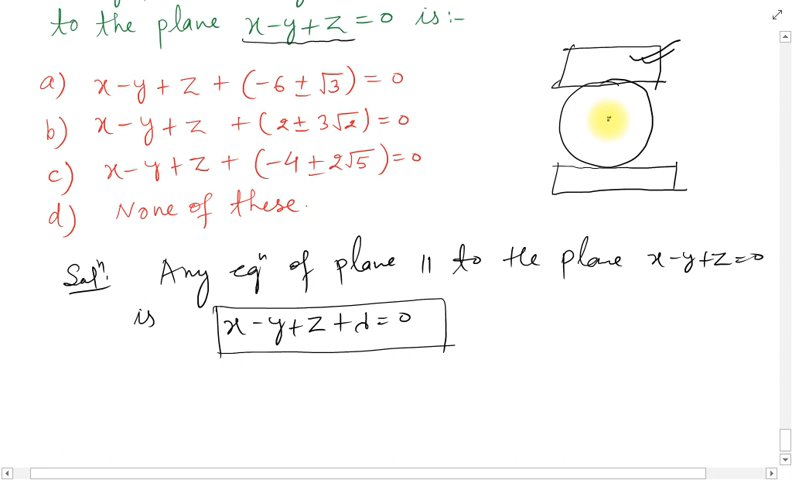 to the plane x-y+z=0 is:-
a) x-y+z + (-6 ± √3) = 0
b) x-y+z + (2 ± 3√2) = 0
c) x-y+z + (-4 ± 2√5) = 0
d) None of these.
Solⁿ: Any eqⁿ of plane || to the plane x-y+z=0
is x-y+z+d=0